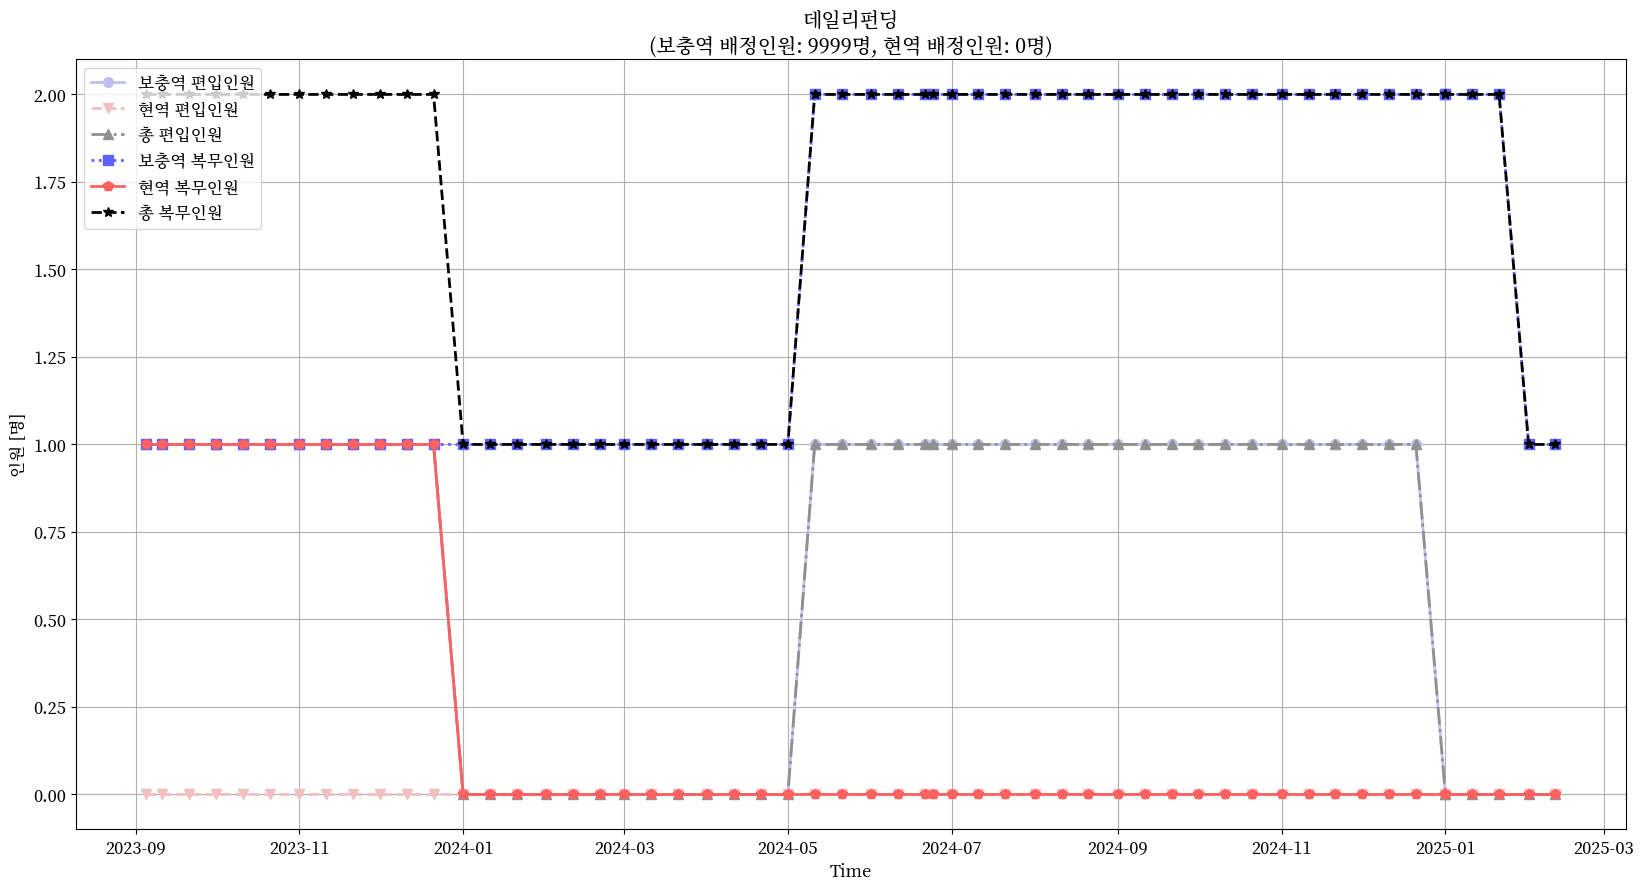 데일리펀딩
(보충역 배정인원: 9999명, 현역 배정인원: 0명)
보충역 편입인원
현역 편입인원
총 편입인원
보충역 복무인원
현역 복무인원
총 복무인원
2.00
1.75
1.50
1.25
1.00
0.75
0.50
0.25
0.00
인원 [명]
2023-09 2023-11 2024-01 2024-03 2024-05 2024-07 2024-09 2024-11 2025-01 2025-03
Time